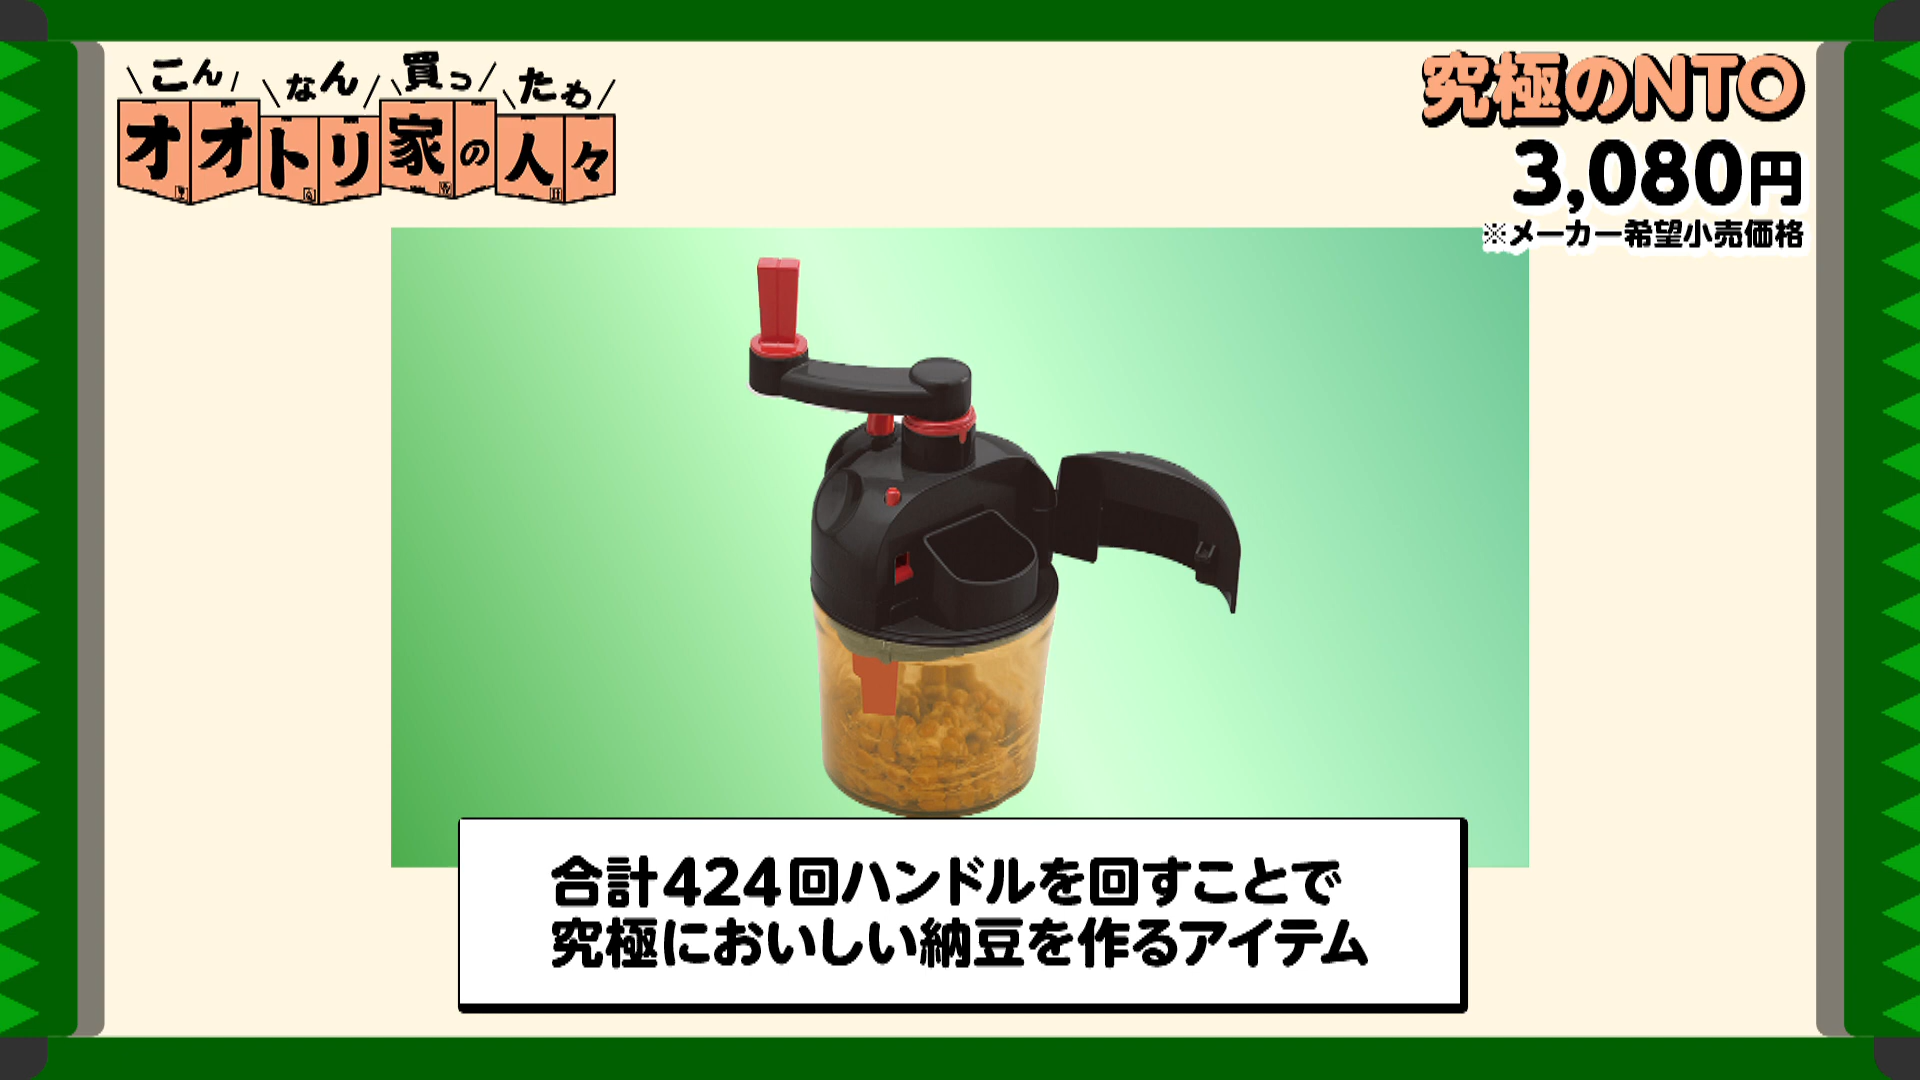 こんなん買ったわ
オオトリ家の人々
究極のNTO
3,080円
※メーカー希望小売価格
合計424回ハンドルを回すことで
究極においしい納豆を作るアイテム